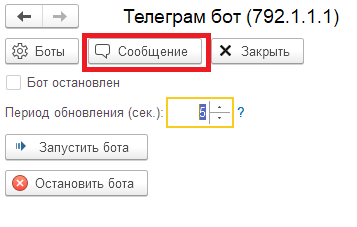 Телеграм бот (792.1.1.1)
Боты Сообщение Закрыть
Бот остановлен
Период обновления (сек.): 5 ?
Запустить бота
Остановить бота